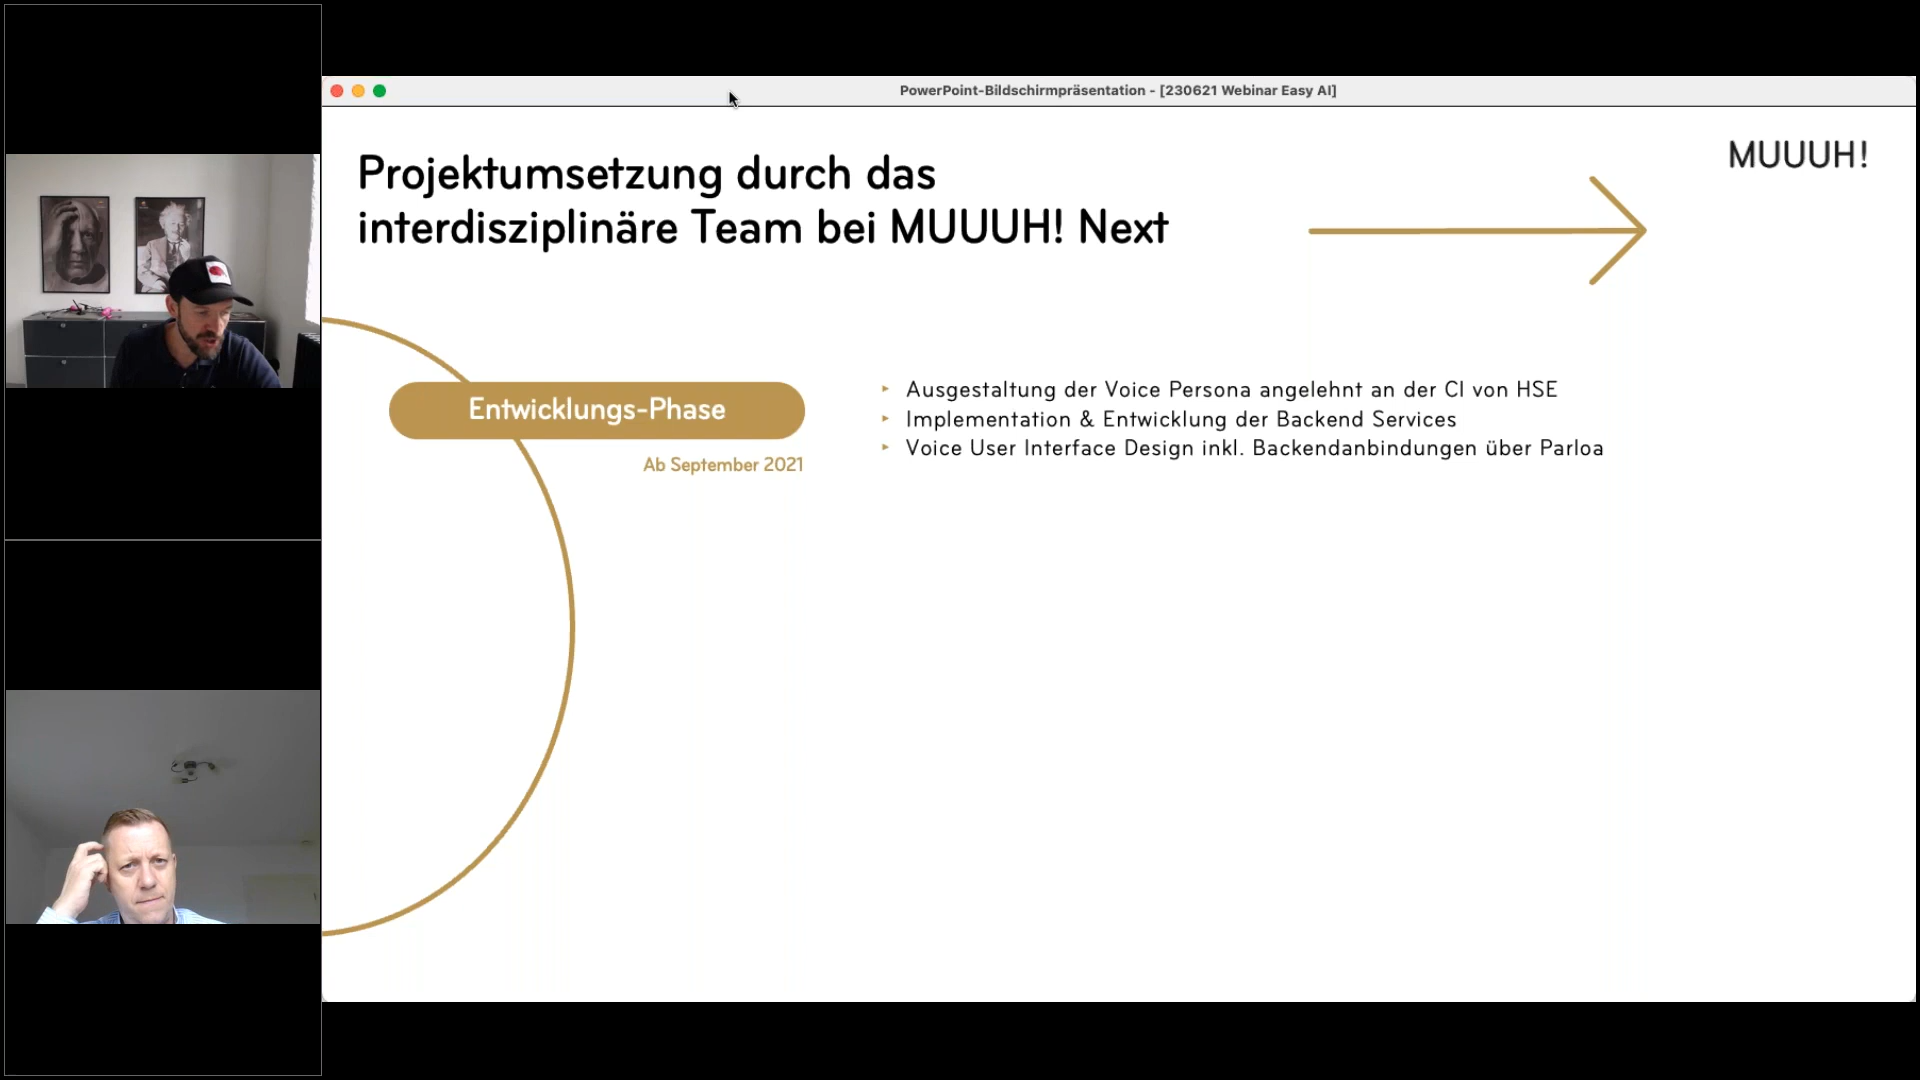 PowerPoint-Bildschirmpräsentation - [230621 Webinar Easy AI]
MUUUH!
Projektumsetzung durch das
interdisziplinäre Team bei MUUUH! Next
Entwicklungs-Phase
Ab September 2021
‣ Ausgestaltung der Voice Persona angelehnt an der CI von HSE
‣ Implementation & Entwicklung der Backend Services
‣ Voice User Interface Design inkl. Backendanbindungen über Parloa